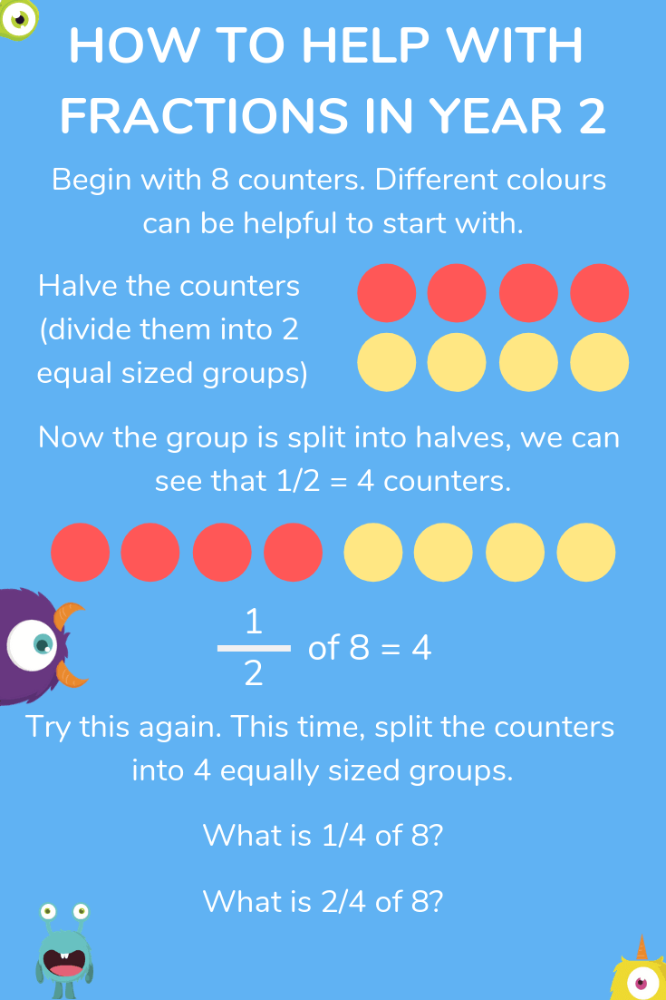 HOW TO HELP WITH
FRACTIONS IN YEAR 2
Begin with 8 counters. Different colours
can be helpful to start with.
Halve the counters
(divide them into 2
equal sized groups)
Now the group is split into halves, we can
see that 1/2 = 4 counters.
1
2
of 8 = 4
Try this again. This time, split the counters
into 4 equally sized groups.
What is 1/4 of 8?
What is 2/4 of 8?